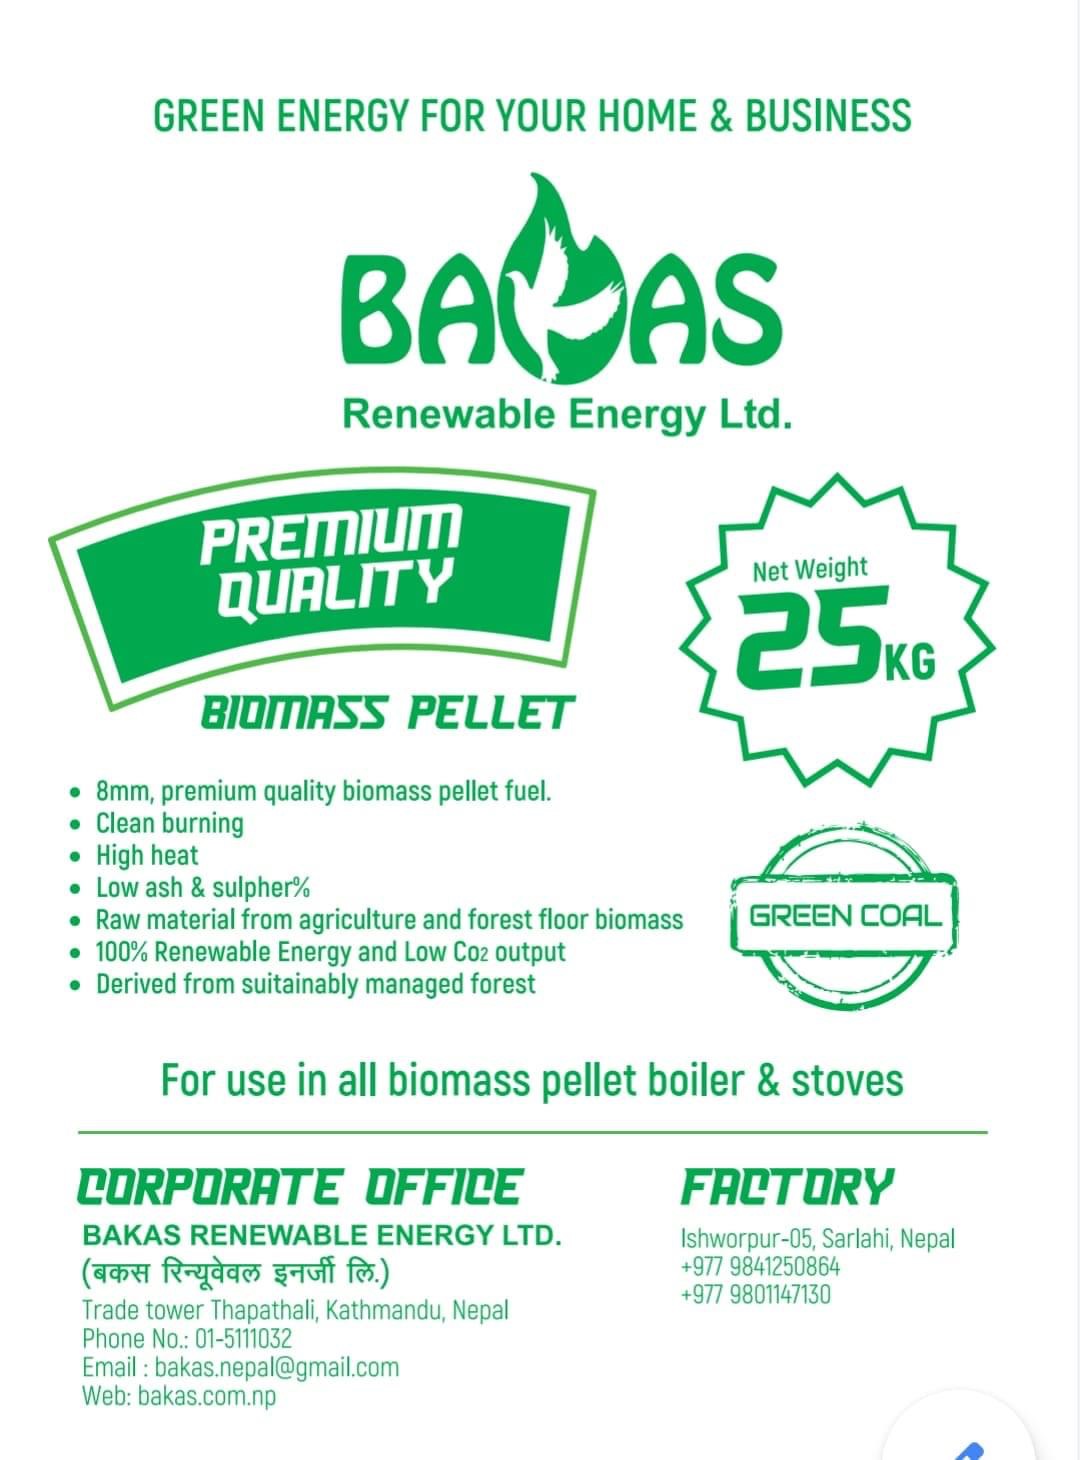 GREEN ENERGY FOR YOUR HOME & BUSINESS
BAKAS
Renewable Energy Ltd.
PREMIUM
QUALITY
BIOMASS PELLET
Net Weight
25KG
• 8mm, premium quality biomass pellet fuel.
• Clean burning
• High heat
• Low ash & sulpher%
• Raw material from agriculture and forest floor biomass
• 100% Renewable Energy and Low Co2 output
• Derived from suitainably managed forest
GREEN COAL
For use in all biomass pellet boiler & stoves
CORPORATE OFFICE
BAKAS RENEWABLE ENERGY LTD.
(बकस रिन्यूवेवल इनर्जी लि.)
Trade tower Thapathali, Kathmandu, Nepal
Phone No.: 01-5111032
Email : bakas.nepal@gmail.com
Web: bakas.com.np
FACTORY
Ishworpur-05, Sarlahi, Nepal
+977 9841250864
+977 9801147130